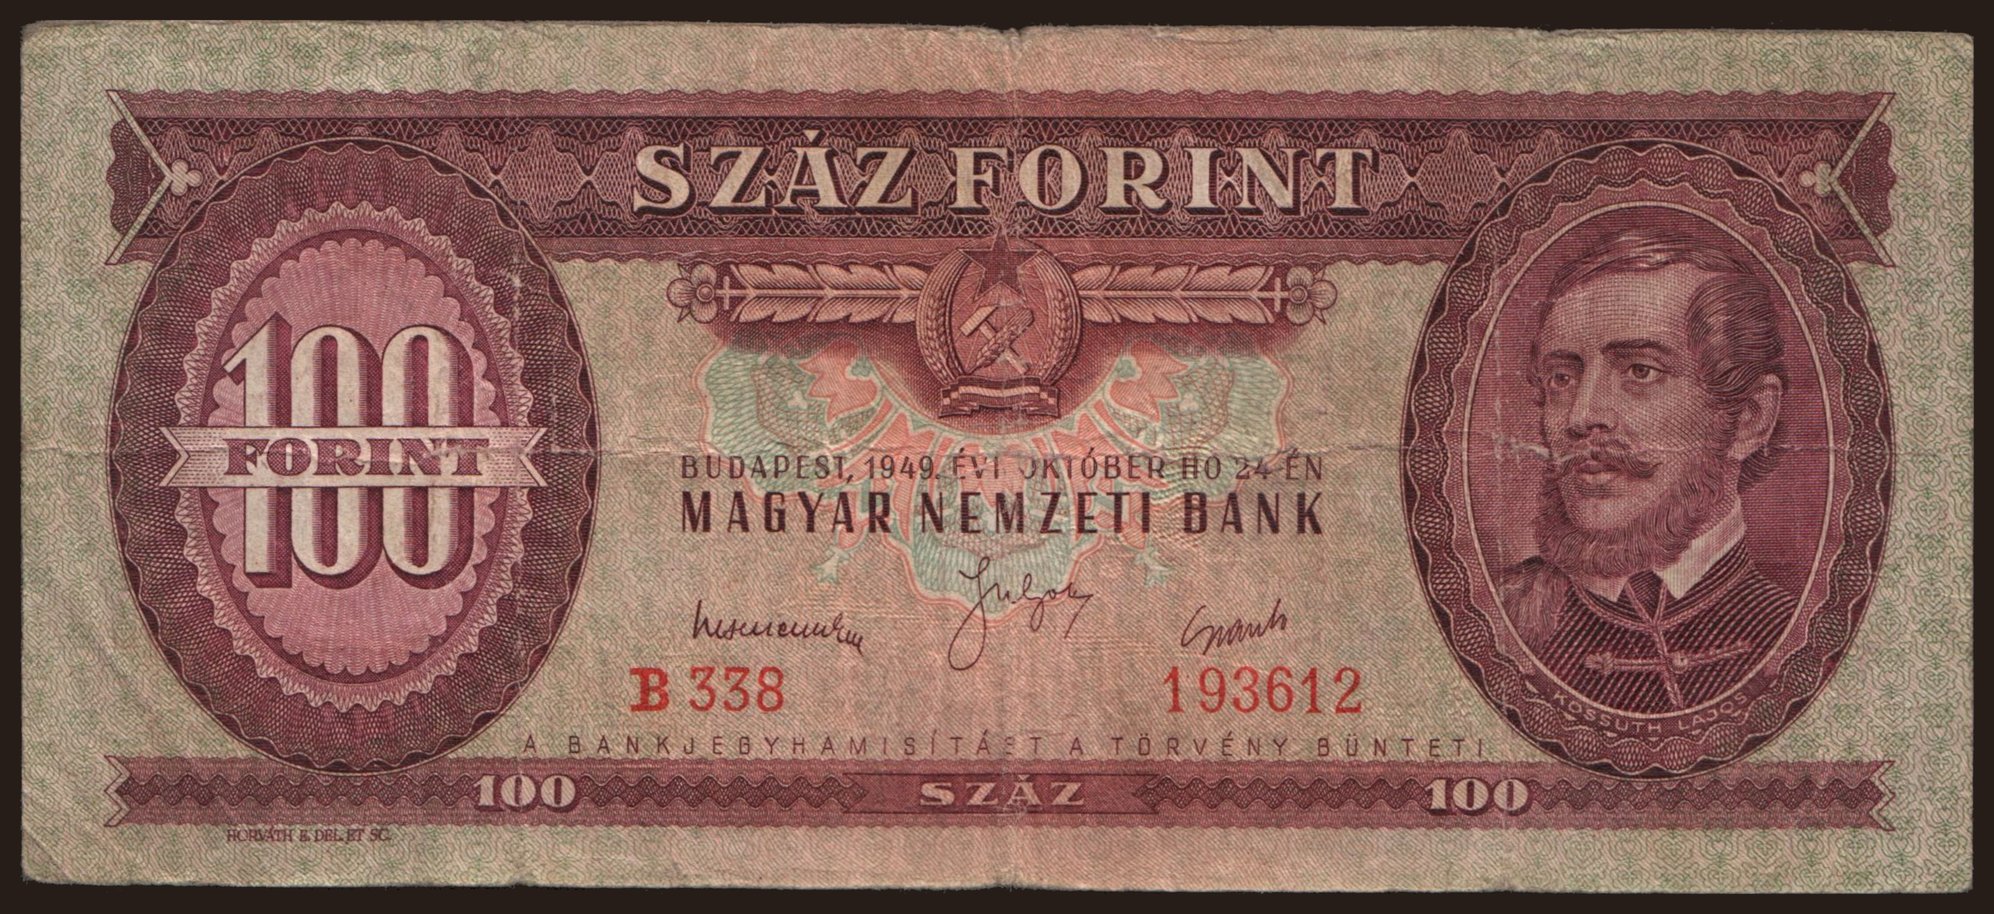 SZÁZ FORINT
100
FORINT
BUDAPEST, 1949. ÉVI OKTÓBER HÓ 24-ÉN
MAGYAR NEMZETI BANK
B 338
193612
KOSSUTH LAJOS
A BANKJEGYHAMISÍTÁST A TÖRVÉNY BÜNTETI
100
SZÁZ
100
HORVÁTH E. DEL. ET SC.